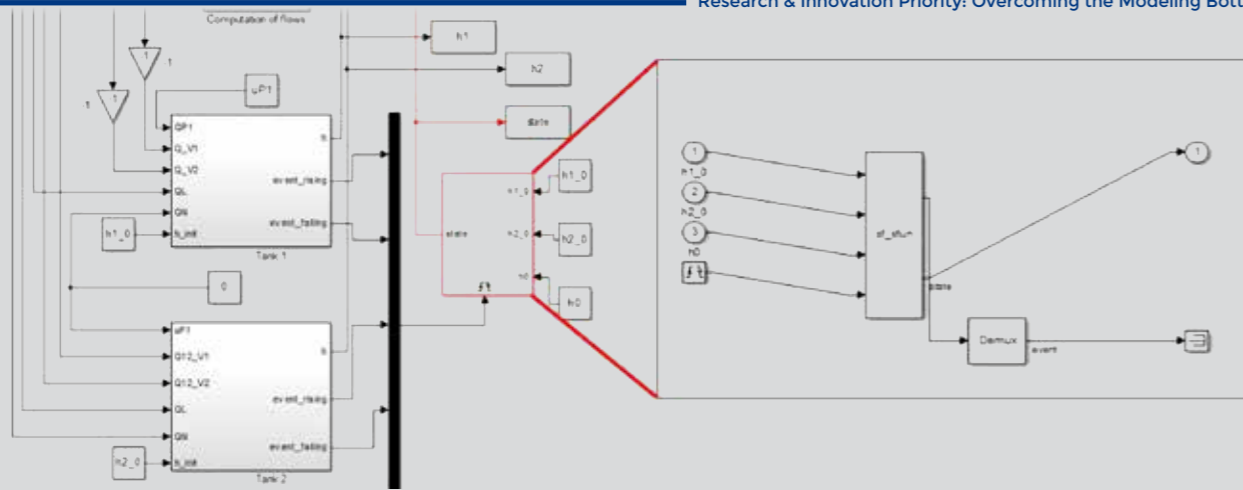 Research & Innovation Priority: Overcoming the Modeling Bott
Computation of flows
h1
h2
state
1
1
1
1
uP1
QP1
Q_V1
Q_V2
QL
QN
h_init
h
event_rising
event_falling
Tank 1
h1_0
0
uP1
Q12_V1
Q12_V2
QL
QN
h_init
h
event_rising
event_falling
Tank 2
h2_0
state
h1_0
h2_0
h0
h1_0
h2_0
h0
1
h1_0
2
h2_0
3
h0
sf_sfun
state
Demux
event
1